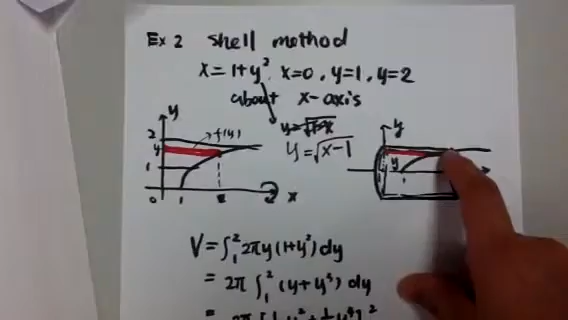 Ex 2 shell method
x=1+y², x=0, y=1, y=2
about x-axis
y=√x-1
y
2
f(y)
y
1
0
1
x
y
y
1
V=∫₁² 2πy(1+y²)dy
= 2π∫₁² (y+y³)dy